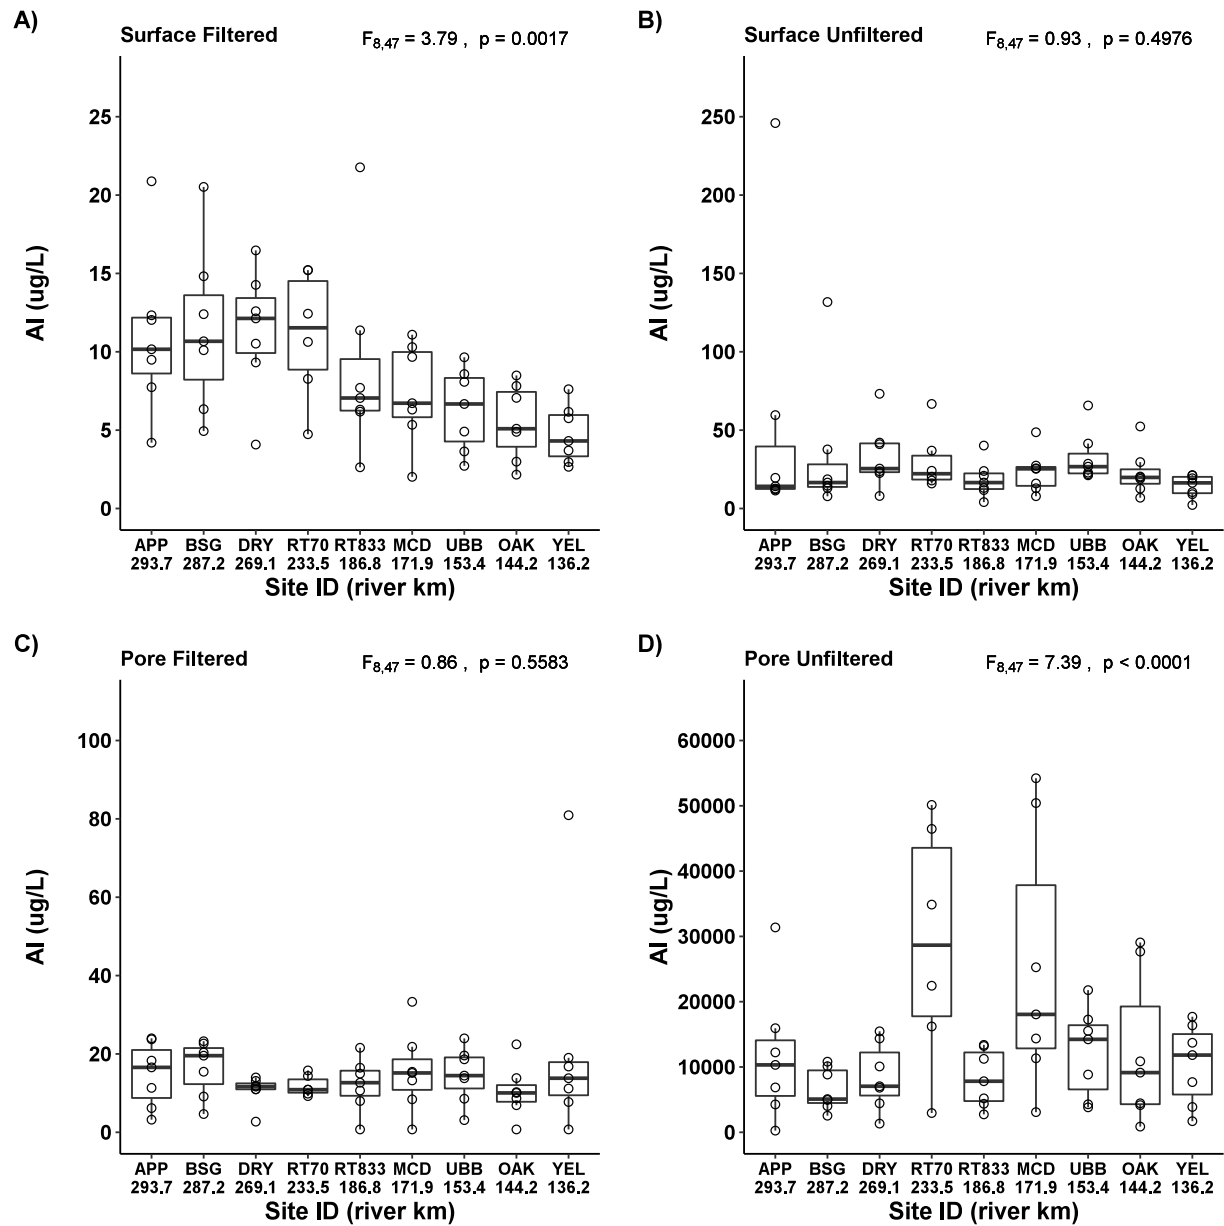 A)
Surface Filtered
F8,47 = 3.79 , p = 0.0017
25
20
15
10
5
0
Al (ug/L)
APP BSG DRY RT70 RT833 MCD UBB OAK YEL
293.7 287.2 269.1 233.5 186.8 171.9 153.4 144.2 136.2
Site ID (river km)
B)
Surface Unfiltered
F8,47 = 0.93 , p = 0.4976
250
200
150
100
50
0
Al (ug/L)
APP BSG DRY RT70 RT833 MCD UBB OAK YEL
293.7 287.2 269.1 233.5 186.8 171.9 153.4 144.2 136.2
Site ID (river km)
C)
Pore Filtered
F8,47 = 0.86 , p = 0.5583
100
80
60
40
20
0
Al (ug/L)
APP BSG DRY RT70 RT833 MCD UBB OAK YEL
293.7 287.2 269.1 233.5 186.8 171.9 153.4 144.2 136.2
Site ID (river km)
D)
Pore Unfiltered
F8,47 = 7.39 , p < 0.0001
60000
50000
40000
30000
20000
10000
0
Al (ug/L)
APP BSG DRY RT70 RT833 MCD UBB OAK YEL
293.7 287.2 269.1 233.5 186.8 171.9 153.4 144.2 136.2
Site ID (river km)